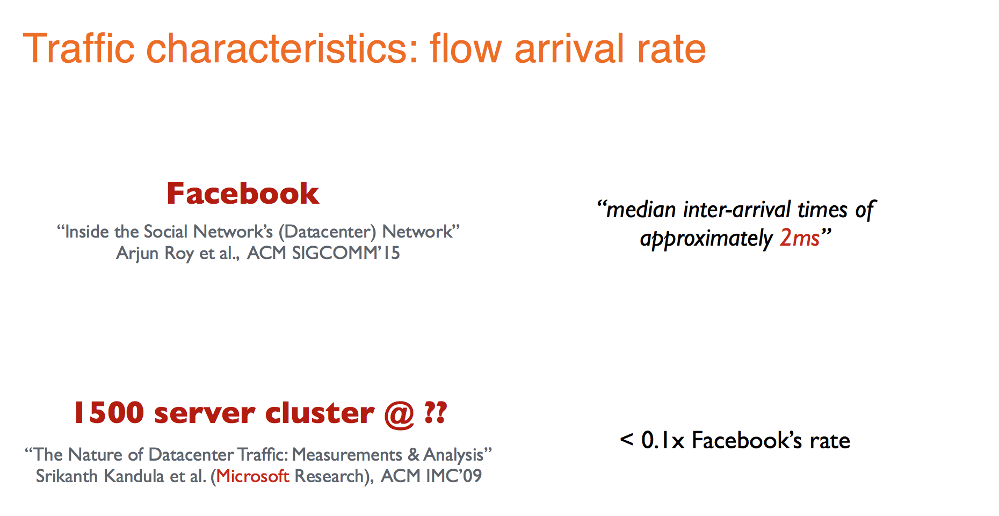 Traffic characteristics: flow arrival rate
Facebook
“Inside the Social Network’s (Datacenter) Network”
Arjun Roy et al., ACM SIGCOMM’15
“median inter-arrival times of
approximately 2ms”
1500 server cluster @ ??
“The Nature of Datacenter Traffic: Measurements & Analysis”
Srikanth Kandula et al. (Microsoft Research), ACM IMC’09
< 0.1x Facebook’s rate